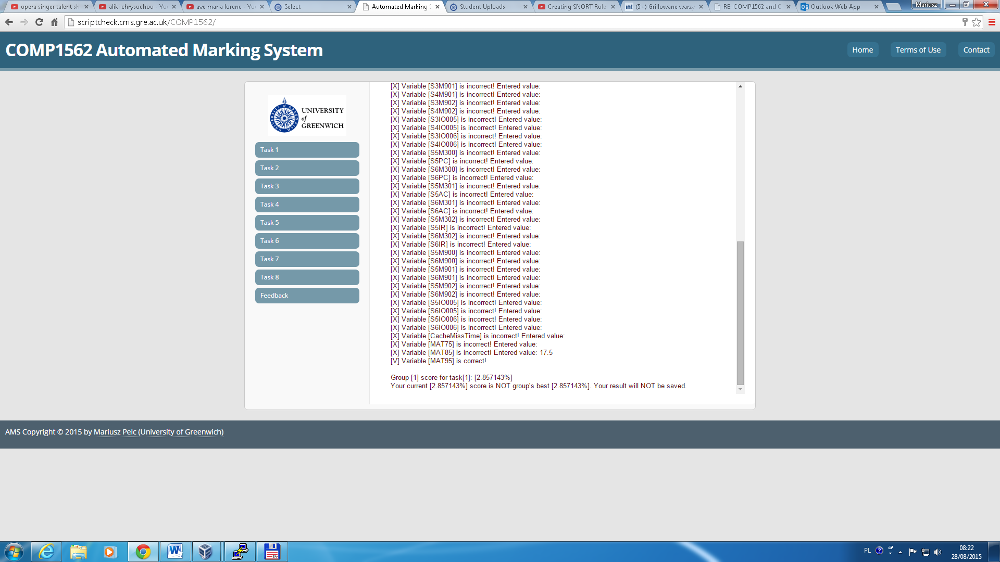 opera singer talent sh
aliki chrysochou - You
ave maria lorenc - You
Select
Automated Marking S
Student Uploads
Creating SNORT Rule
int (5+) Grillowane warzy
RE: COMP1562 and C
Outlook Web App
Mariusz
scriptcheck.cms.gre.ac.uk/COMP1562/
COMP1562 Automated Marking System
Home
Terms of Use
Contact
UNIVERSITY
of
GREENWICH
Task 1
Task 2
Task 3
Task 4
Task 5
Task 6
Task 7
Task 8
Feedback
[X] Variable [S3M901] is incorrect! Entered value:
[X] Variable [S4M901] is incorrect! Entered value:
[X] Variable [S3M902] is incorrect! Entered value:
[X] Variable [S4M902] is incorrect! Entered value:
[X] Variable [S3IO005] is incorrect! Entered value:
[X] Variable [S4IO005] is incorrect! Entered value:
[X] Variable [S3IO006] is incorrect! Entered value:
[X] Variable [S4IO006] is incorrect! Entered value:
[X] Variable [S5M300] is incorrect! Entered value:
[X] Variable [S5PC] is incorrect! Entered value:
[X] Variable [S6M300] is incorrect! Entered value:
[X] Variable [S6PC] is incorrect! Entered value:
[X] Variable [S5M301] is incorrect! Entered value:
[X] Variable [S5AC] is incorrect! Entered value:
[X] Variable [S6M301] is incorrect! Entered value:
[X] Variable [S6AC] is incorrect! Entered value:
[X] Variable [S5M302] is incorrect! Entered value:
[X] Variable [S5IR] is incorrect! Entered value:
[X] Variable [S6M302] is incorrect! Entered value:
[X] Variable [S6IR] is incorrect! Entered value:
[X] Variable [S5M900] is incorrect! Entered value:
[X] Variable [S6M900] is incorrect! Entered value:
[X] Variable [S5M901] is incorrect! Entered value:
[X] Variable [S6M901] is incorrect! Entered value:
[X] Variable [S5M902] is incorrect! Entered value:
[X] Variable [S6M902] is incorrect! Entered value:
[X] Variable [S5IO005] is incorrect! Entered value:
[X] Variable [S6IO005] is incorrect! Entered value:
[X] Variable [S5IO006] is incorrect! Entered value:
[X] Variable [S6IO006] is incorrect! Entered value:
[X] Variable [CacheMissTime] is incorrect! Entered value:
[X] Variable [MAT75] is incorrect! Entered value:
[X] Variable [MAT85] is incorrect! Entered value: 17.5
[V] Variable [MAT95] is correct!
Group [1] score for task[1]: [2.857143%]
Your current [2.857143%] score is NOT group's best [2.857143%]. Your result will NOT be saved.
AMS Copyright © 2015 by Mariusz Pelc (University of Greenwich)
PL
08:22
28/08/2015